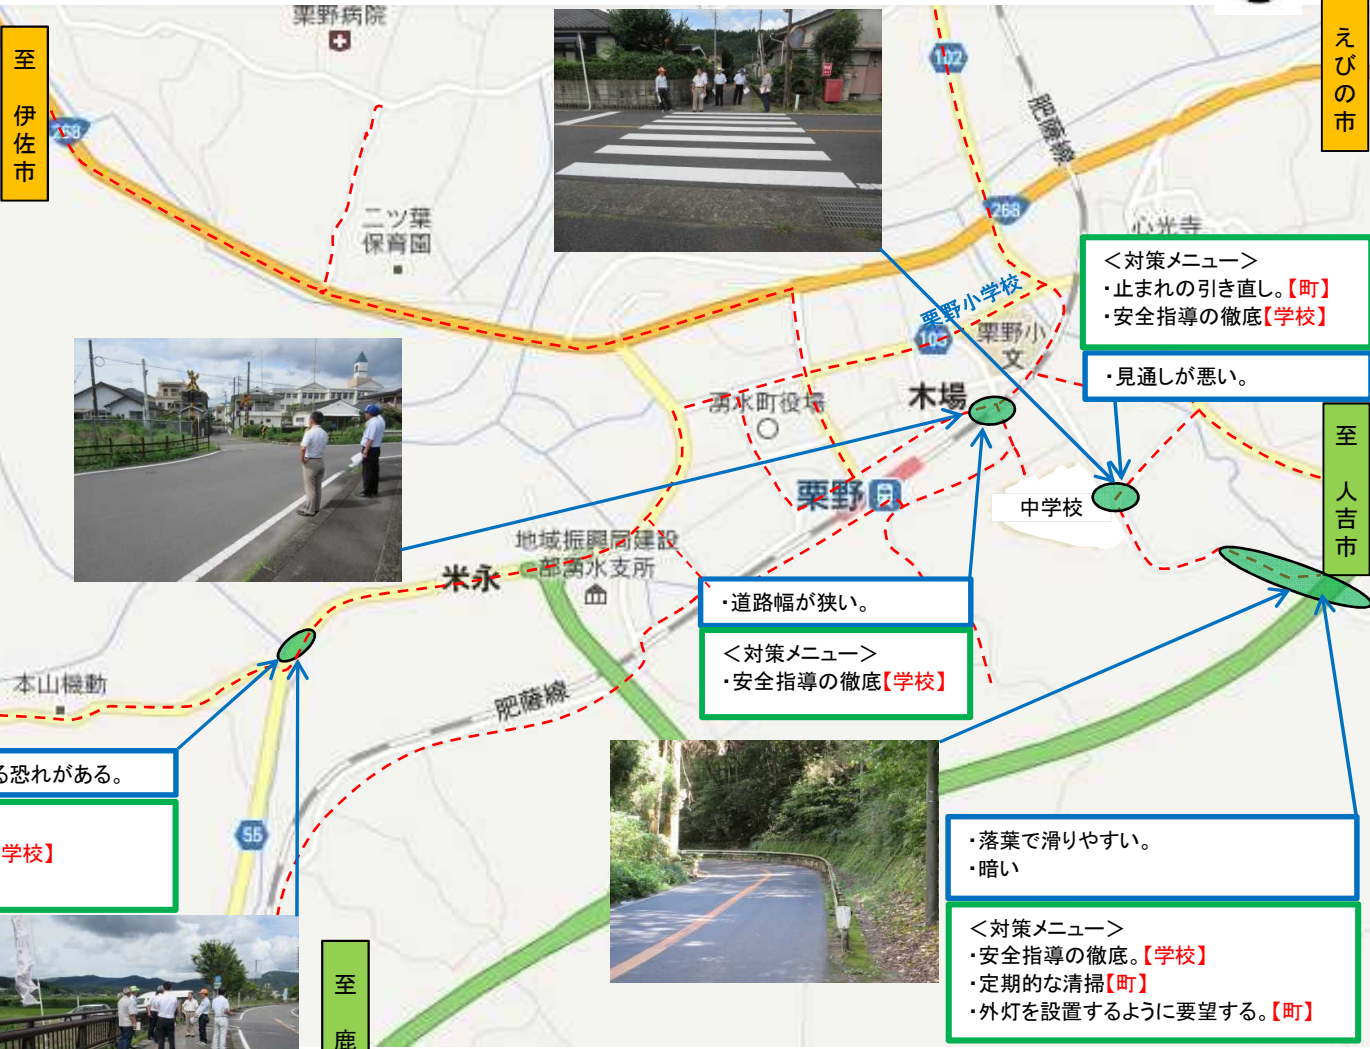 栗野病院
至 伊佐市
えびの市
268
102
肥薩線
二ツ葉
保育園
268
心光寺
＜対策メニュー＞
・止まれの引き直し。【町】
・安全指導の徹底【学校】
栗野小学校
103
栗野小
文
・見通しが悪い。
木場
湧水町役場
至 人吉市
栗野
中学校
地域振興局建設
部湧水支所
米永
・道路幅が狭い。
＜対策メニュー＞
・安全指導の徹底【学校】
本山機動
肥薩線
る恐れがある。
学校】
55
・落葉で滑りやすい。
・暗い
＜対策メニュー＞
・安全指導の徹底。【学校】
・定期的な清掃【町】
・外灯を設置するように要望する。【町】
至 鹿